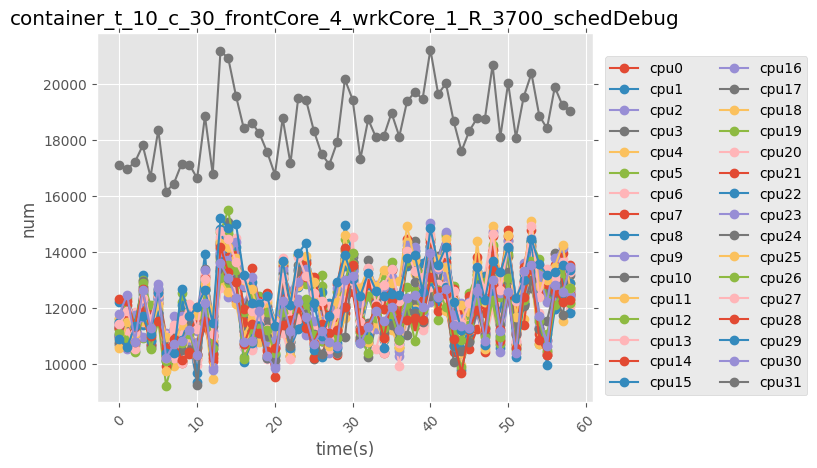 container_t_10_c_30_frontCore_4_wrkCore_1_R_3700_schedDebug
num
20000
18000
16000
14000
12000
10000
0
10
20
30
40
50
60
time(s)
cpu0
cpu1
cpu2
cpu3
cpu4
cpu5
cpu6
cpu7
cpu8
cpu9
cpu10
cpu11
cpu12
cpu13
cpu14
cpu15
cpu16
cpu17
cpu18
cpu19
cpu20
cpu21
cpu22
cpu23
cpu24
cpu25
cpu26
cpu27
cpu28
cpu29
cpu30
cpu31